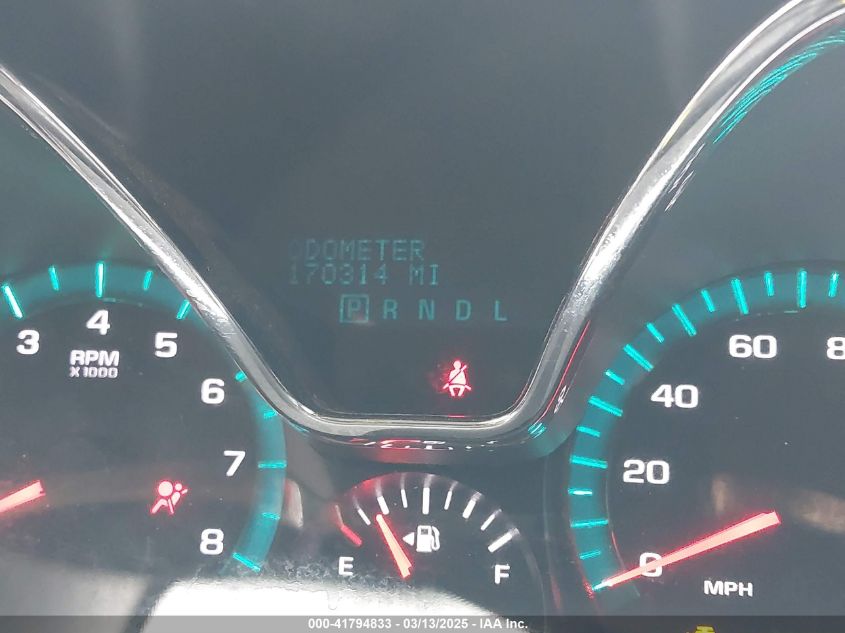 ODOMETER
170314 MI
P R N D L
3 4 5 6 7 8
RPM
X1000
E F
0 20 40 60
MPH
000-41794833 - 03/13/2025 - IAA Inc.